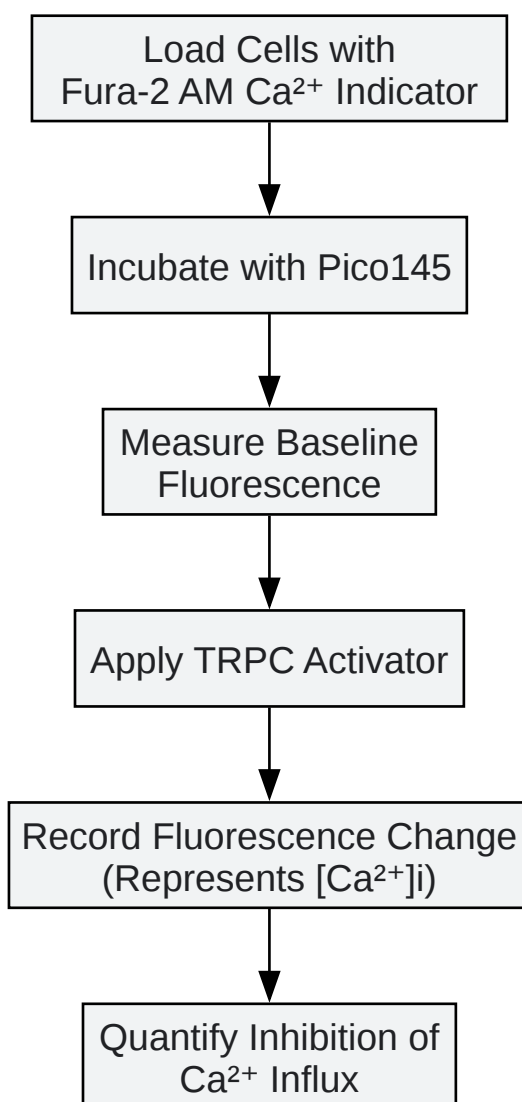 Load Cells with
Fura-2 AM Ca²⁺ Indicator
Incubate with Pico145
Measure Baseline
Fluorescence
Apply TRPC Activator
Record Fluorescence Change
(Represents [Ca²⁺]i)
Quantify Inhibition of
Ca²⁺ Influx